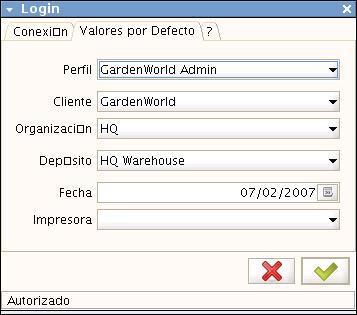 Login
Conexi□n Valores por Defecto ?
Perfil GardenWorld Admin
Cliente GardenWorld
Organizaci□n HQ
Dep□sito HQ Warehouse
Fecha 07/02/2007
Impresora
Autorizado